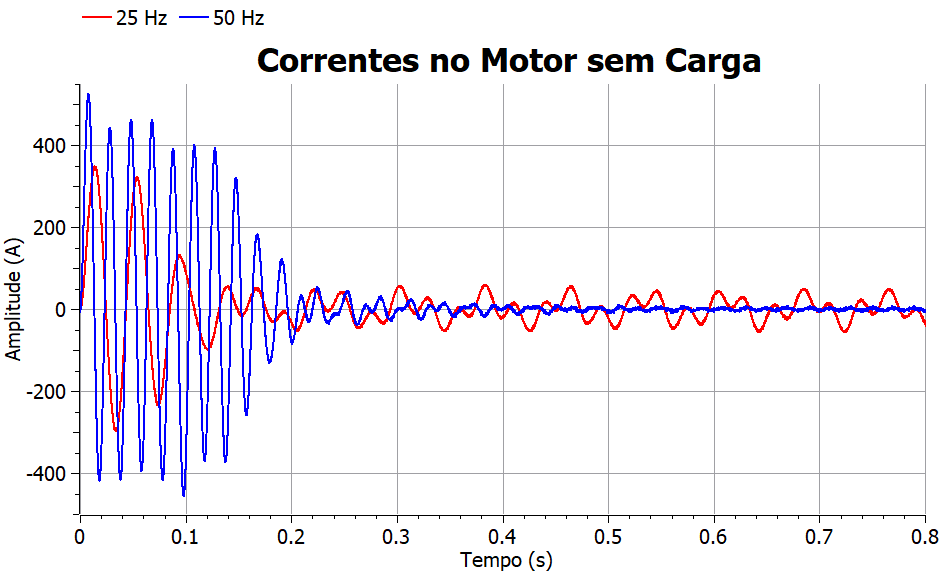 25 Hz 50 Hz
Correntes no Motor sem Carga
Amplitude (A)
400
200
0
-200
-400
0 0.1 0.2 0.3 0.4 0.5 0.6 0.7 0.8
Tempo (s)